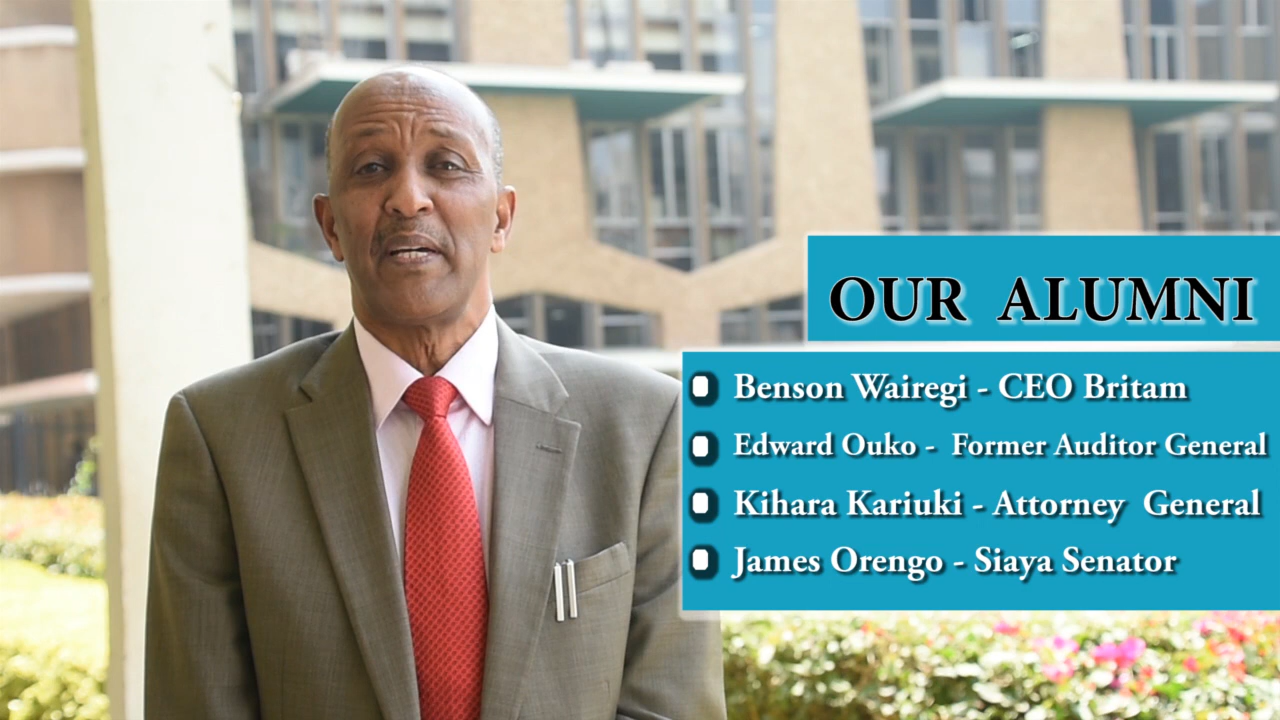 OUR ALUMNI
Benson Wairegi - CEO Britam
Edward Ouko - Former Auditor General
Kihara Kariuki - Attorney General
James Orengo - Siaya Senator